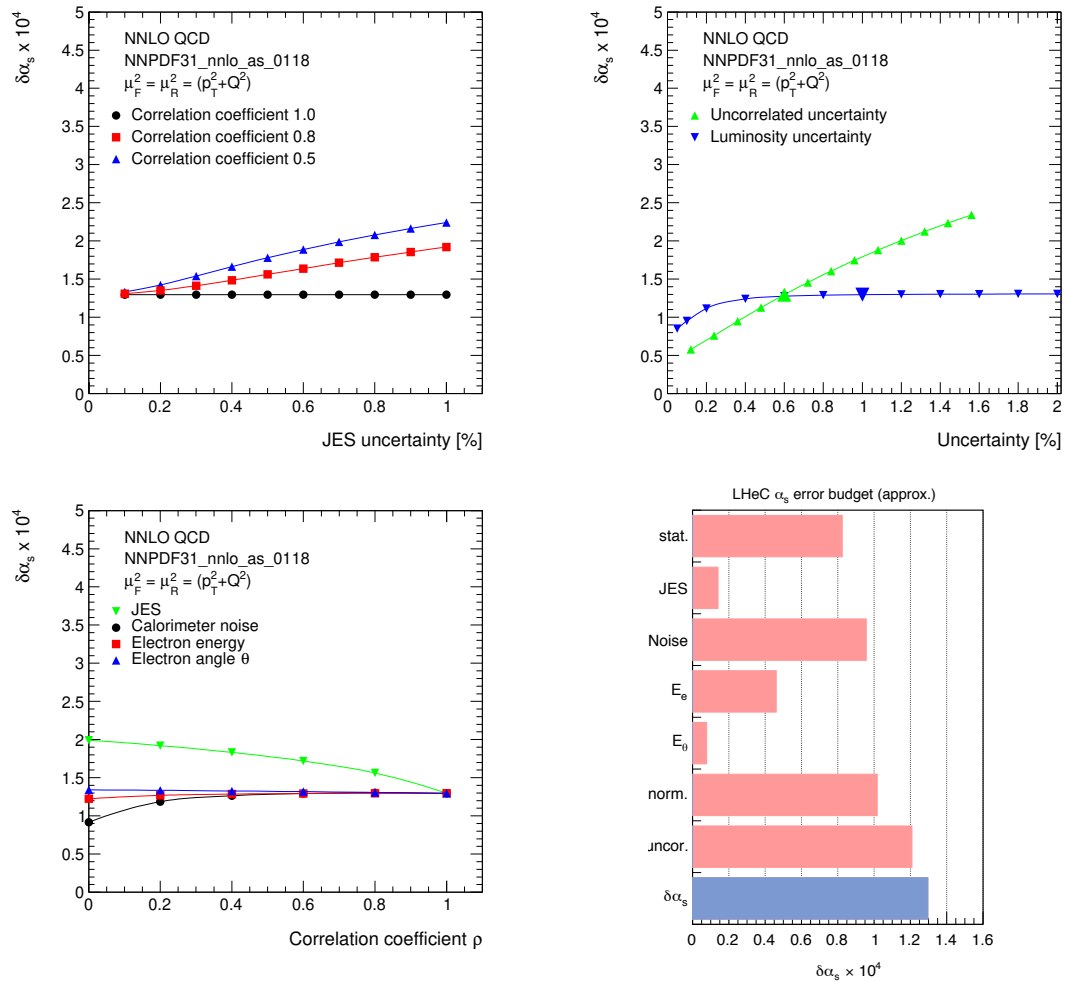 δαs x 10^4
5
4.5
4
3.5
3
2.5
2
1.5
1
0.5
0
NNLO QCD
NNPDF31_nnlo_as_0118
μ_F^2 = μ_R^2 = (p_T^2+Q^2)
Correlation coefficient 1.0
Correlation coefficient 0.8
Correlation coefficient 0.5
0 0.2 0.4 0.6 0.8 1
JES uncertainty [%]
δαs x 10^4
5
4.5
4
3.5
3
2.5
2
1.5
1
0.5
0
NNLO QCD
NNPDF31_nnlo_as_0118
μ_F^2 = μ_R^2 = (p_T^2+Q^2)
Uncorrelated uncertainty
Luminosity uncertainty
0 0.2 0.4 0.6 0.8 1 1.2 1.4 1.6 1.8 2
Uncertainty [%]
δαs x 10^4
5
4.5
4
3.5
3
2.5
2
1.5
1
0.5
0
NNLO QCD
NNPDF31_nnlo_as_0118
μ_F^2 = μ_R^2 = (p_T^2+Q^2)
JES
Calorimeter noise
Electron energy
Electron angle θ
0 0.2 0.4 0.6 0.8 1
Correlation coefficient ρ
LHeC αs error budget (approx.)
stat.
JES
Noise
E_e
E_θ
norm.
uncor.
δαs
0 0.2 0.4 0.6 0.8 1 1.2 1.4 1.6
δαs × 10^4